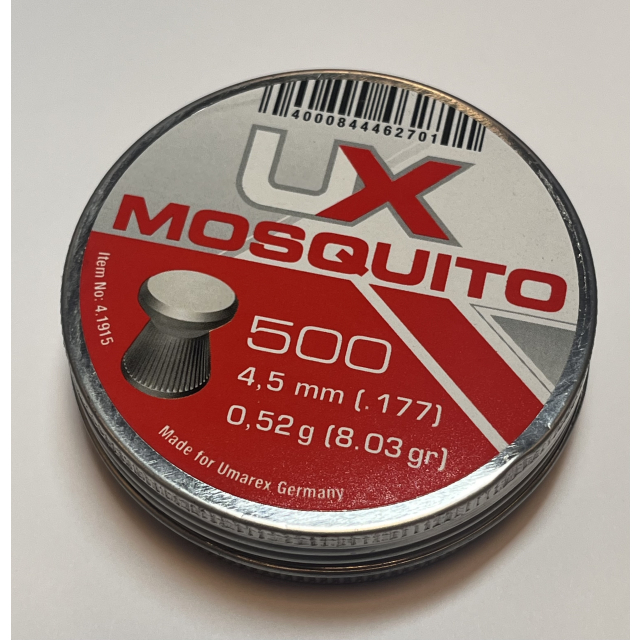 4000844462701
UX
MOSQUITO
Item No: 4.1915
500
4,5 mm (.177)
0,52 g (8.03 gr)
Made for Umarex Germany